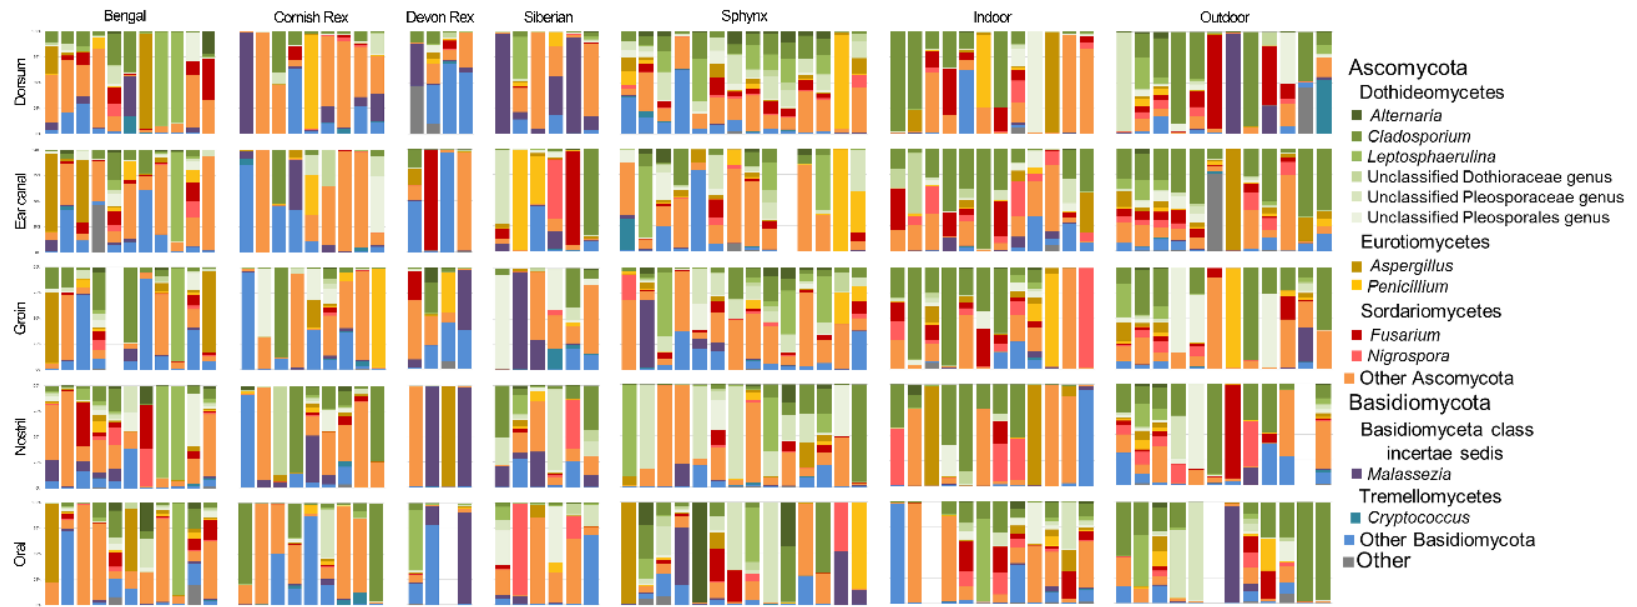 Bengal Cornish Rex Devon Rex Siberian Sphynx Indoor Outdoor
Dorsum
Ear canal
Groin
Nostril
Oral
Ascomycota
Dothideomycetes
Alternaria
Cladosporium
Leptosphaerulina
Unclassified Dothioraceae genus
Unclassified Pleosporaceae genus
Unclassified Pleosporales genus
Eurotiomycetes
Aspergillus
Penicillium
Sordariomycetes
Fusarium
Nigrospora
Other Ascomycota
Basidiomycota
Basidiomyceta class
incertae sedis
Malassezia
Tremellomycetes
Cryptococcus
Other Basidiomycota
Other